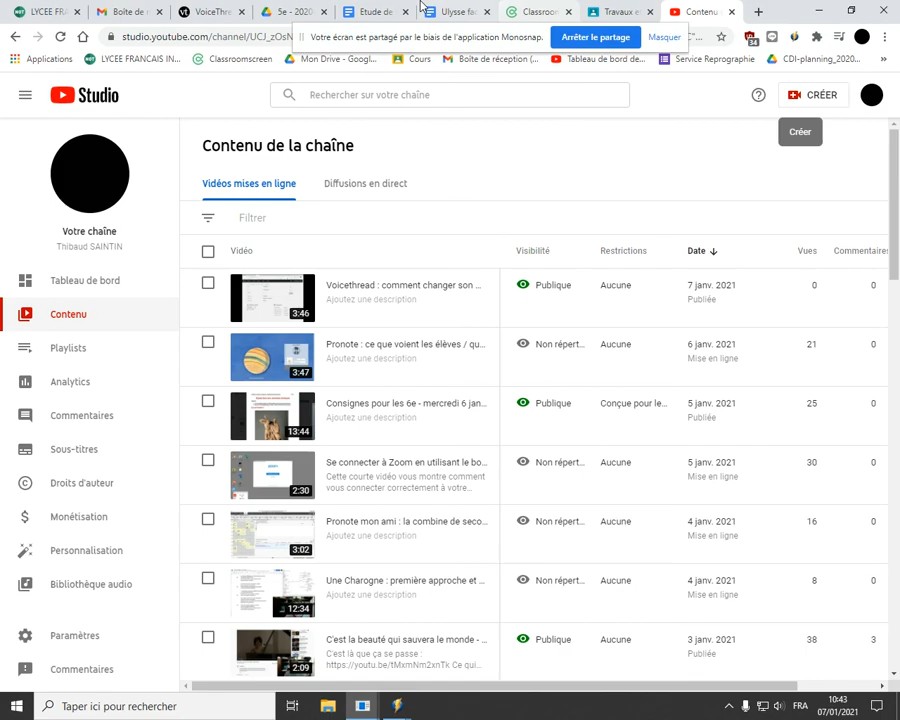 LYCEE FRA
Boîte de r
VoiceThre
5e - 2020
Etude de
Ulysse fa
Classroo
Travaux e
Contenu
studio.youtube.com/channel/UCJ_zOsN
Votre écran est partagé par le biais de l'application Monosnap.
Arrêter le partage
Masquer
Applications
LYCEE FRANCAIS IN...
Classroomscreen
Mon Drive - Googl...
Cours
Boîte de réception (...
Tableau de bord de...
Service Reprographie
CDI-planning_2020...
Studio
Rechercher sur votre chaîne
CRÉER
Créer
Contenu de la chaîne
Vidéos mises en ligne
Diffusions en direct
Filtrer
Votre chaîne
Thibaud SAINTIN
Tableau de bord
Contenu
Playlists
Analytics
Commentaires
Sous-titres
Droits d'auteur
Monétisation
Personnalisation
Bibliothèque audio
Paramètres
Commentaires
Vidéo
Visibilité
Restrictions
Date
Vues
Commentaires
3:46
Voicethread : comment changer son ...
Ajoutez une description
Publique
Aucune
7 janv. 2021
Publiée
0
0
3:47
Pronote : ce que voient les élèves / qu...
Ajoutez une description
Non répert...
Aucune
6 janv. 2021
Mise en ligne
21
0
13:44
Consignes pour les 6e - mercredi 6 jan...
Ajoutez une description
Publique
Conçue pour le...
5 janv. 2021
Publiée
25
0
2:30
Se connecter à Zoom en utilisant le bo...
Cette courte vidéo vous montre comment
vous connecter correctement à votre...
Non répert...
Aucune
5 janv. 2021
Mise en ligne
30
0
3:02
Pronote mon ami : la combine de seco...
Ajoutez une description
Non répert...
Aucune
4 janv. 2021
Mise en ligne
16
0
12:34
Une Charogne : première approche et ...
Ajoutez une description
Non répert...
Aucune
4 janv. 2021
Mise en ligne
8
0
2:09
C'est la beauté qui sauvera le monde - ...
C'est là que ça se passe :
https://youtu.be/tMxmNm2xnTk Ce qui...
Publique
Aucune
3 janv. 2021
Publiée
38
3
Taper ici pour rechercher
FRA
10:43
07/01/2021